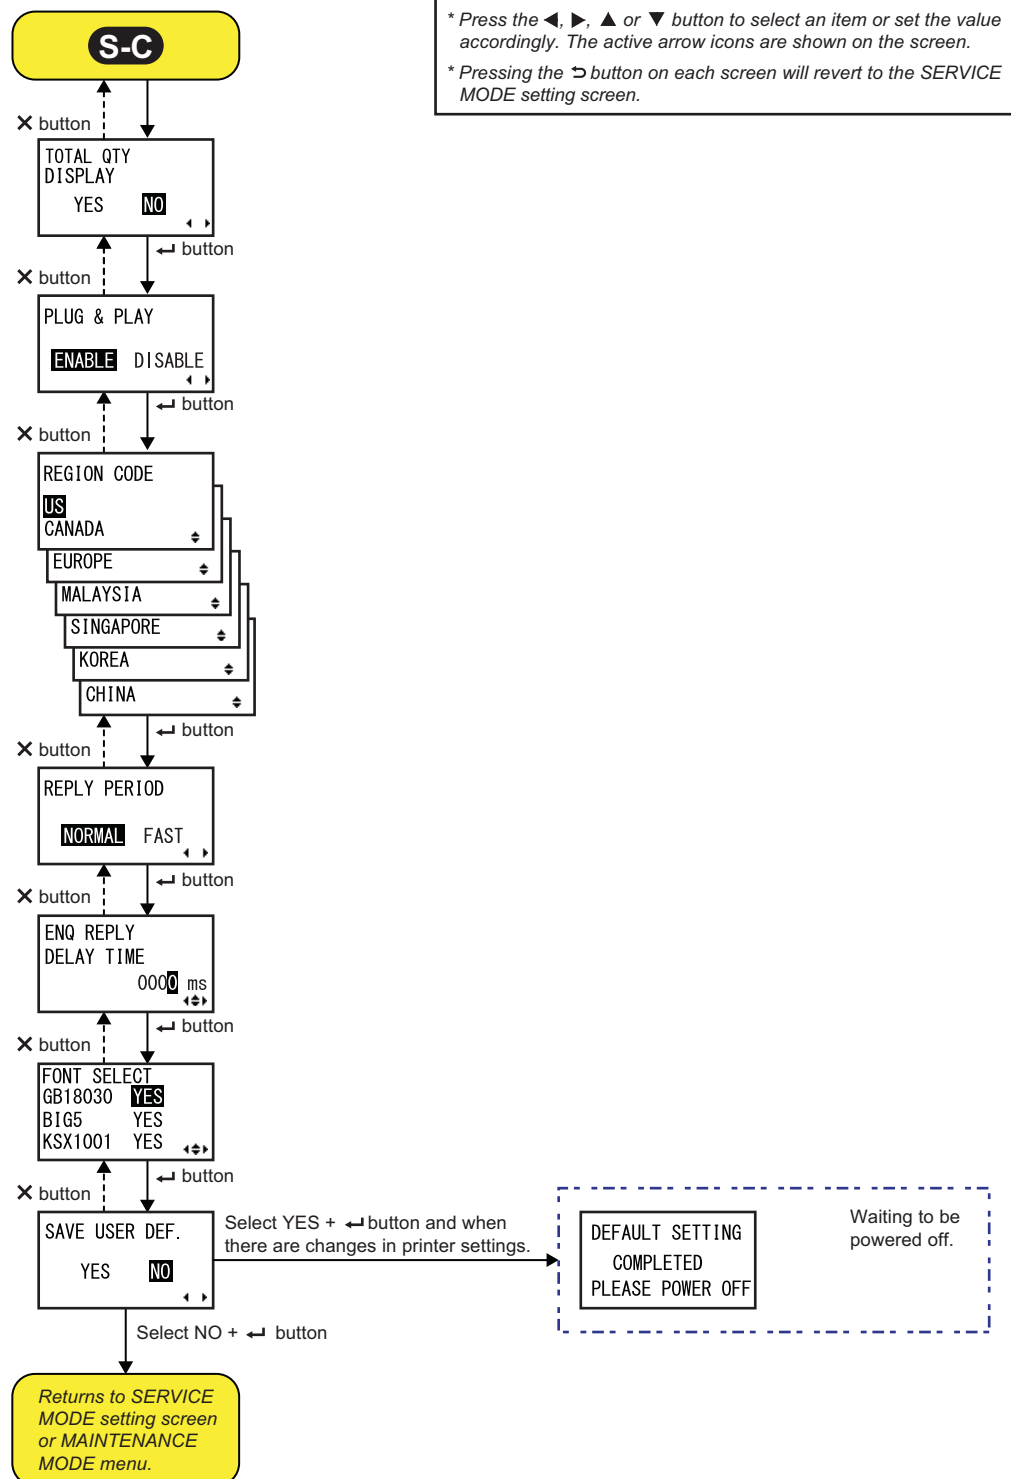 S-C
* Press the ◀, ▶, ▲ or ▼ button to select an item or set the value
accordingly. The active arrow icons are shown on the screen.
* Pressing the ⮌ button on each screen will revert to the SERVICE
MODE setting screen.
✕ button
TOTAL QTY
DISPLAY
YES NO
↵ button
✕ button
PLUG & PLAY
ENABLE DISABLE
↵ button
✕ button
REGION CODE
US
CANADA
EUROPE
MALAYSIA
SINGAPORE
KOREA
CHINA
↵ button
✕ button
REPLY PERIOD
NORMAL FAST
↵ button
✕ button
ENQ REPLY
DELAY TIME
0000 ms
↵ button
✕ button
FONT SELECT
GB18030 YES
BIG5 YES
KSX1001 YES
↵ button
✕ button
SAVE USER DEF.
YES NO
Select YES + ↵ button and when
there are changes in printer settings.
DEFAULT SETTING
COMPLETED
PLEASE POWER OFF
Waiting to be
powered off.
Select NO + ↵ button
Returns to SERVICE
MODE setting screen
or MAINTENANCE
MODE menu.